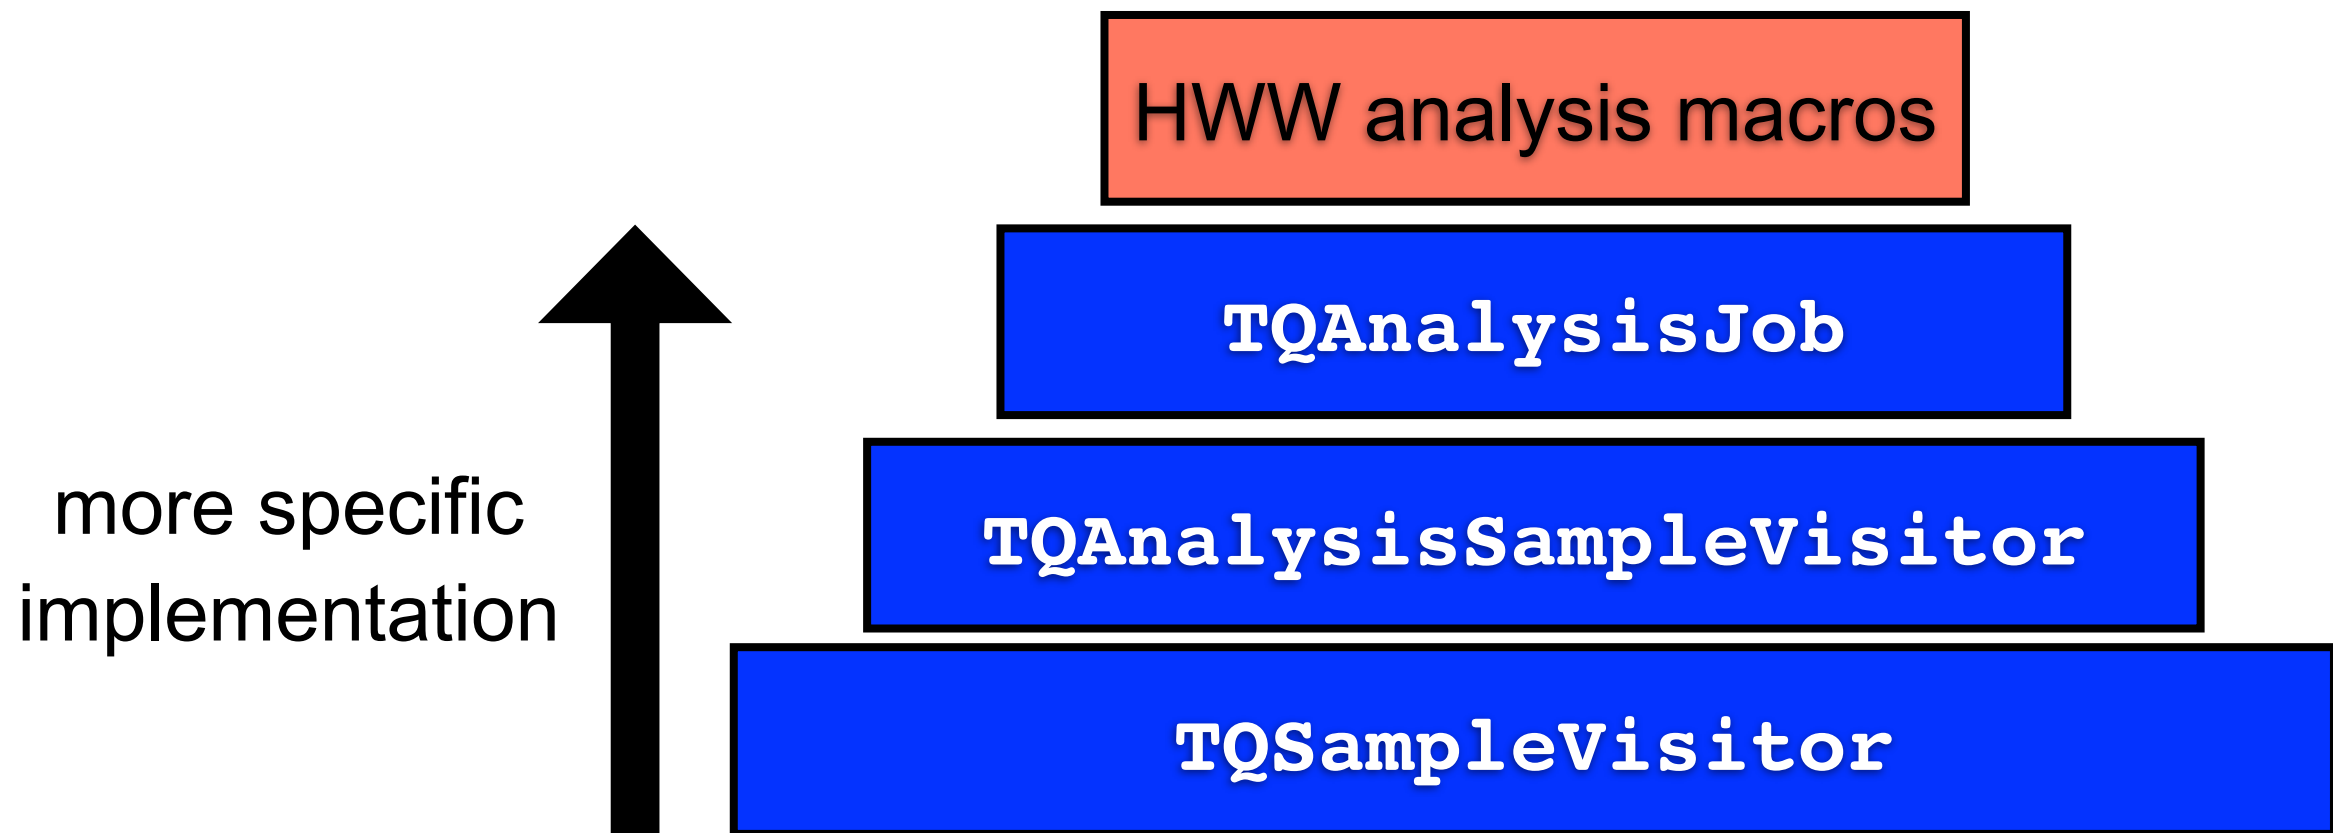 HWW analysis macros
TQAnalysisJob
more specific
implementation
TQAnalysisSampleVisitor
TQSampleVisitor